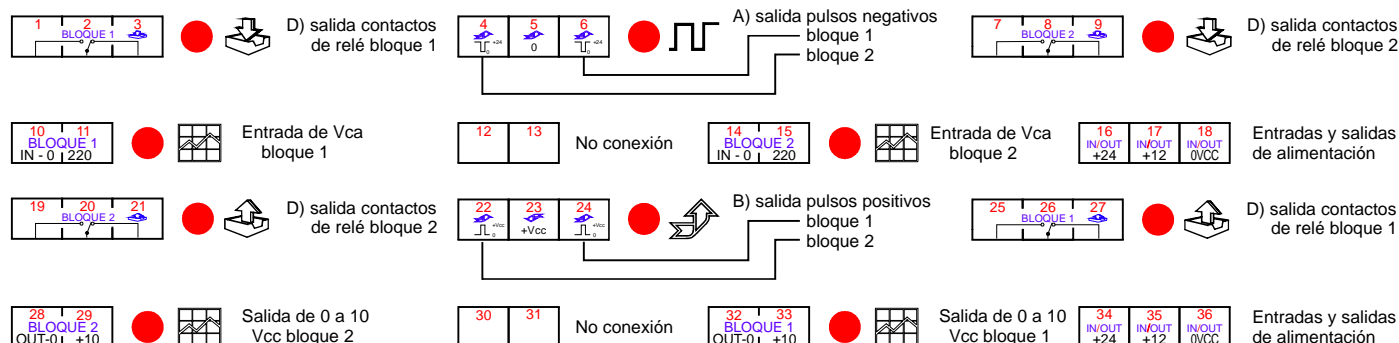 1 2 3
BLOQUE 1
D) salida contactos
de relé bloque 1
4 5 6
+24 0 +24
0 0
A) salida pulsos negativos
bloque 1
bloque 2
7 8 9
BLOQUE 2
D) salida contactos
de relé bloque 2
10 11
BLOQUE 1
IN - 0 220
Entrada de Vca
bloque 1
12 13
No conexión
14 15
BLOQUE 2
IN - 0 220
Entrada de Vca
bloque 2
16 17 18
IN/OUT IN/OUT IN/OUT
+24 +12 0VCC
Entradas y salidas
de alimentación
19 20 21
BLOQUE 2
D) salida contactos
de relé bloque 2
22 23 24
+Vcc +Vcc +Vcc
0 0
B) salida pulsos positivos
bloque 1
bloque 2
25 26 27
BLOQUE 1
D) salida contactos
de relé bloque 1
28 29
BLOQUE 2
OUT-0 +10
Salida de 0 a 10
Vcc bloque 2
30 31
No conexión
32 33
BLOQUE 1
OUT-0 +10
Salida de 0 a 10
Vcc bloque 1
34 35 36
IN/OUT IN/OUT IN/OUT
+24 +12 0VCC
Entradas y salidas
de alimentación